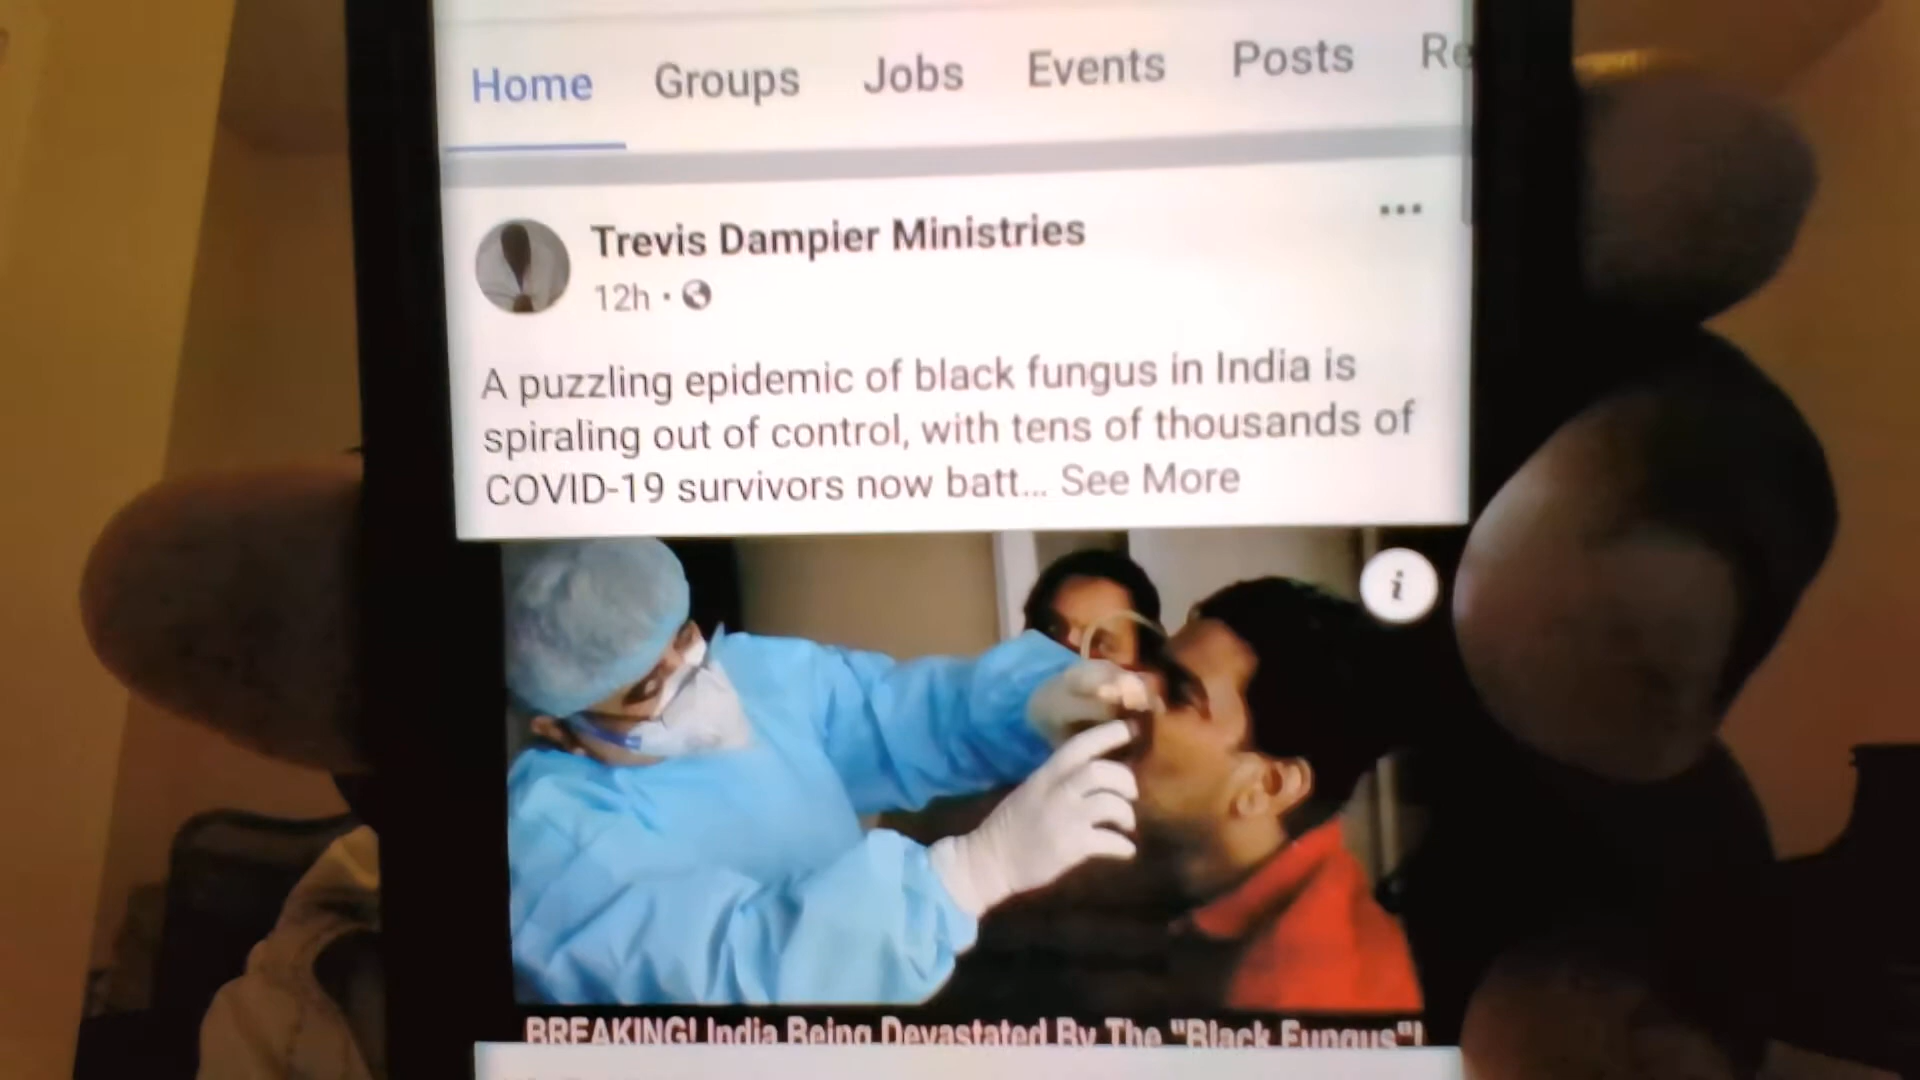 Home Groups Jobs Events Posts Re
Trevis Dampier Ministries
12h
A puzzling epidemic of black fungus in India is
spiraling out of control, with tens of thousands of
COVID-19 survivors now batt... See More
i
BREAKING! India Being Devastated By The "Black Fungus"!